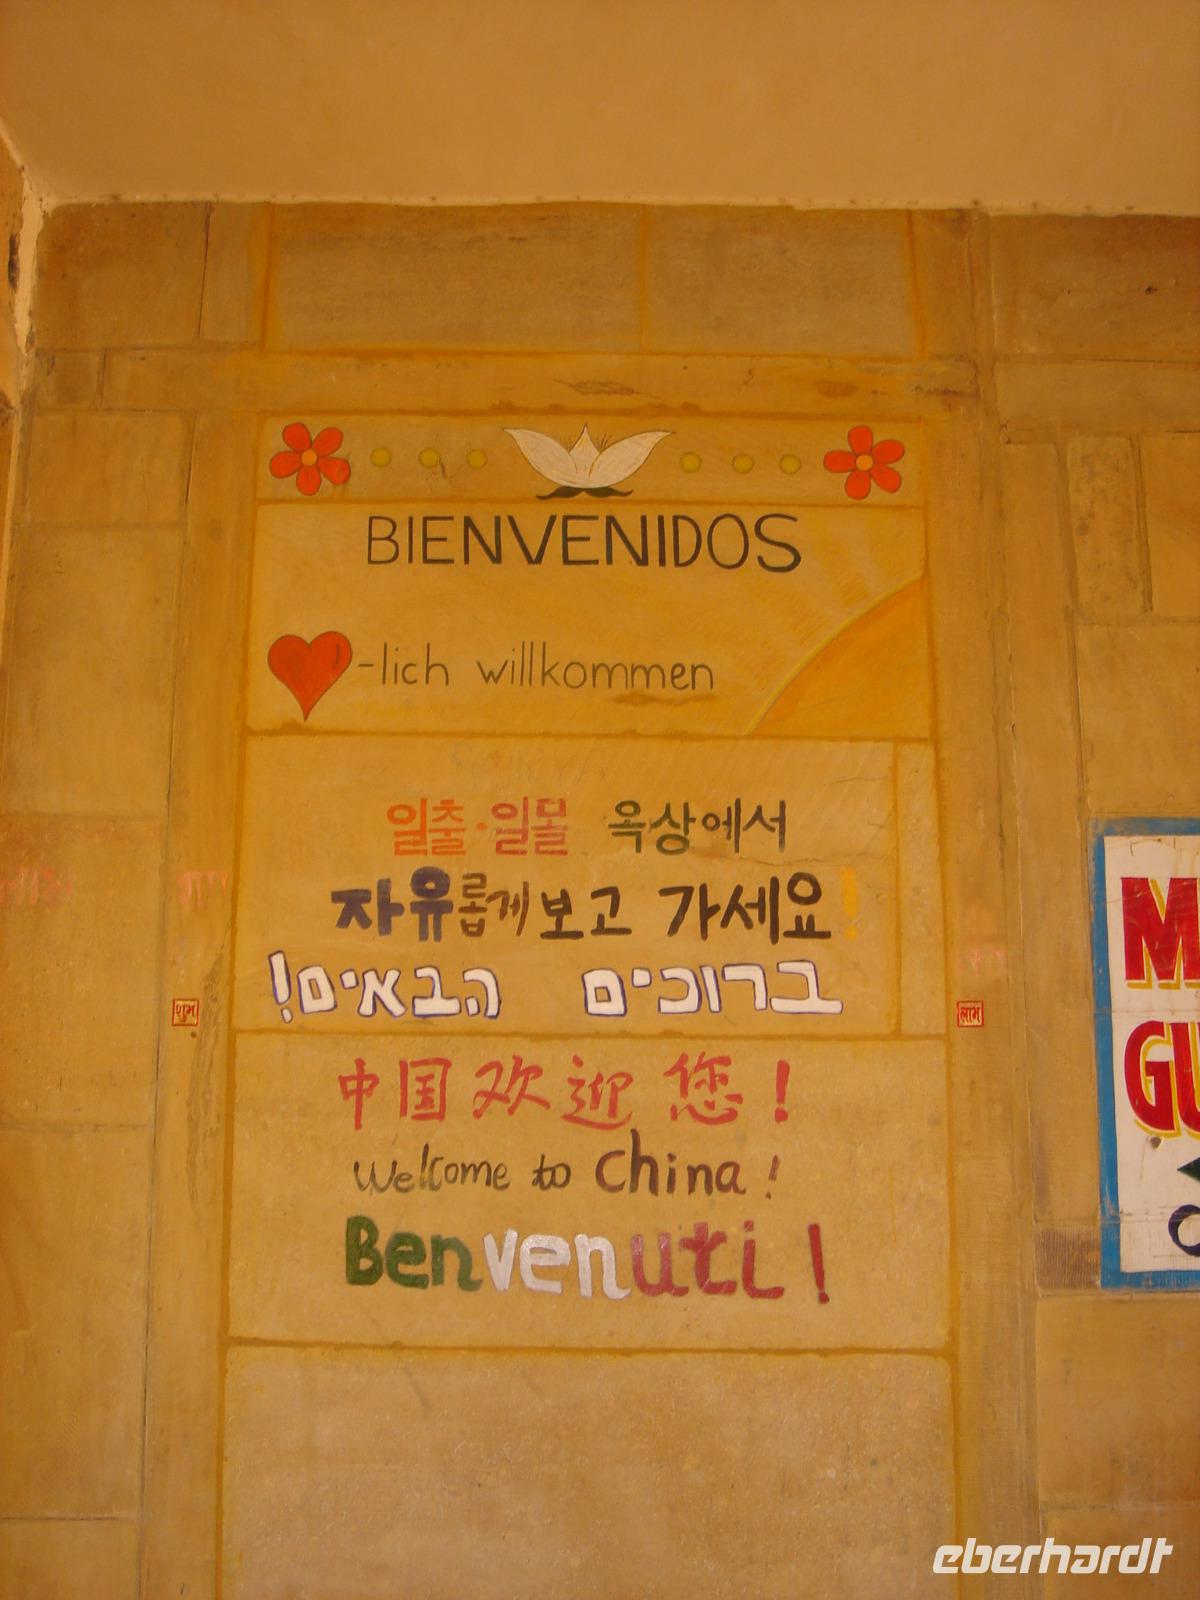 BIENVENIDOS
-lich willkommen
일출·일몰 옥상에서
자유롭게 보고 가세요!
ברוכים הבאים!
शुभ
लाभ
中国欢迎您!
Welcome to China!
Benvenuti!
M
GU
eberhardt